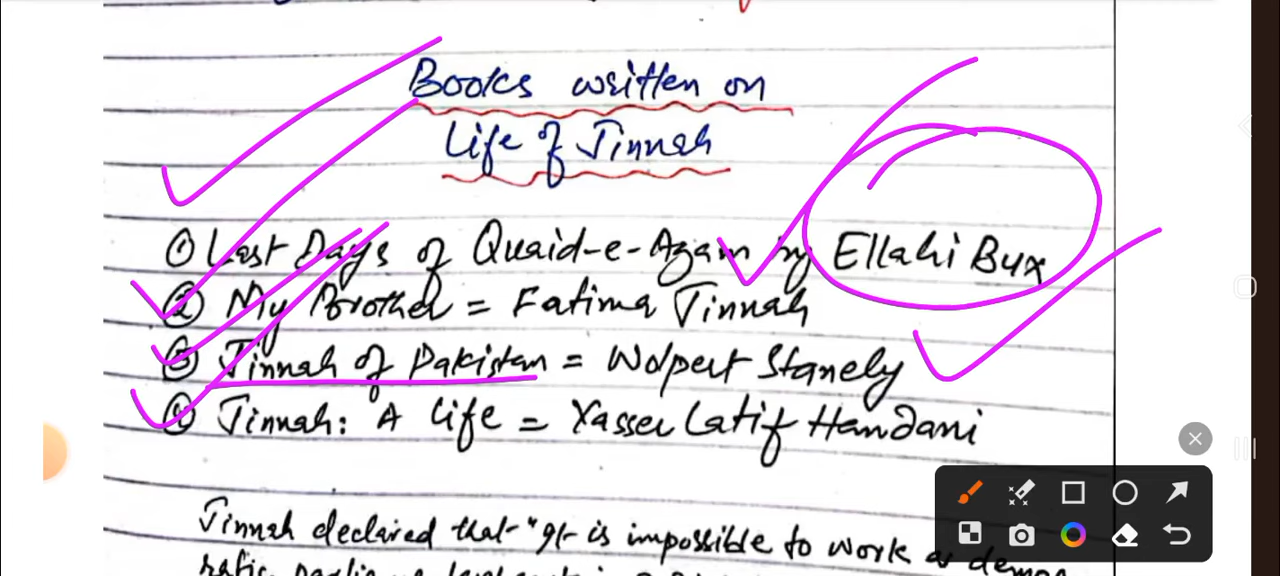 Books written on
Life of Jinnah
① Last Days of Quaid-e-Azam by Ellahi Bux
② My Brother = Fatima Jinnah
③ Jinnah of Pakistan = Wolpert Stanely
④ Jinnah: A Life = Yasser Latif Hamdani
Jinnah declared that "It is impossible to work a democ